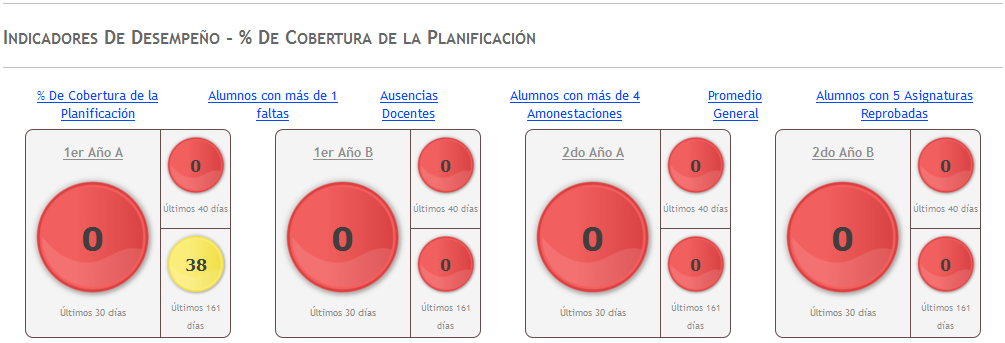 Indicadores De Desempeño - % De Cobertura de la Planificación
% De Cobertura de la
Planificación
Alumnos con más de 1
faltas
Ausencias
Docentes
Alumnos con más de 4
Amonestaciones
Promedio
General
Alumnos con 5 Asignaturas
Reprobadas
1er Año A
0
Últimos 30 días
0
Últimos 40 días
38
Últimos 161
días
1er Año B
0
Últimos 30 días
0
Últimos 40 días
0
Últimos 161
días
2do Año A
0
Últimos 30 días
0
Últimos 40 días
0
Últimos 161
días
2do Año B
0
Últimos 30 días
0
Últimos 40 días
0
Últimos 161
días